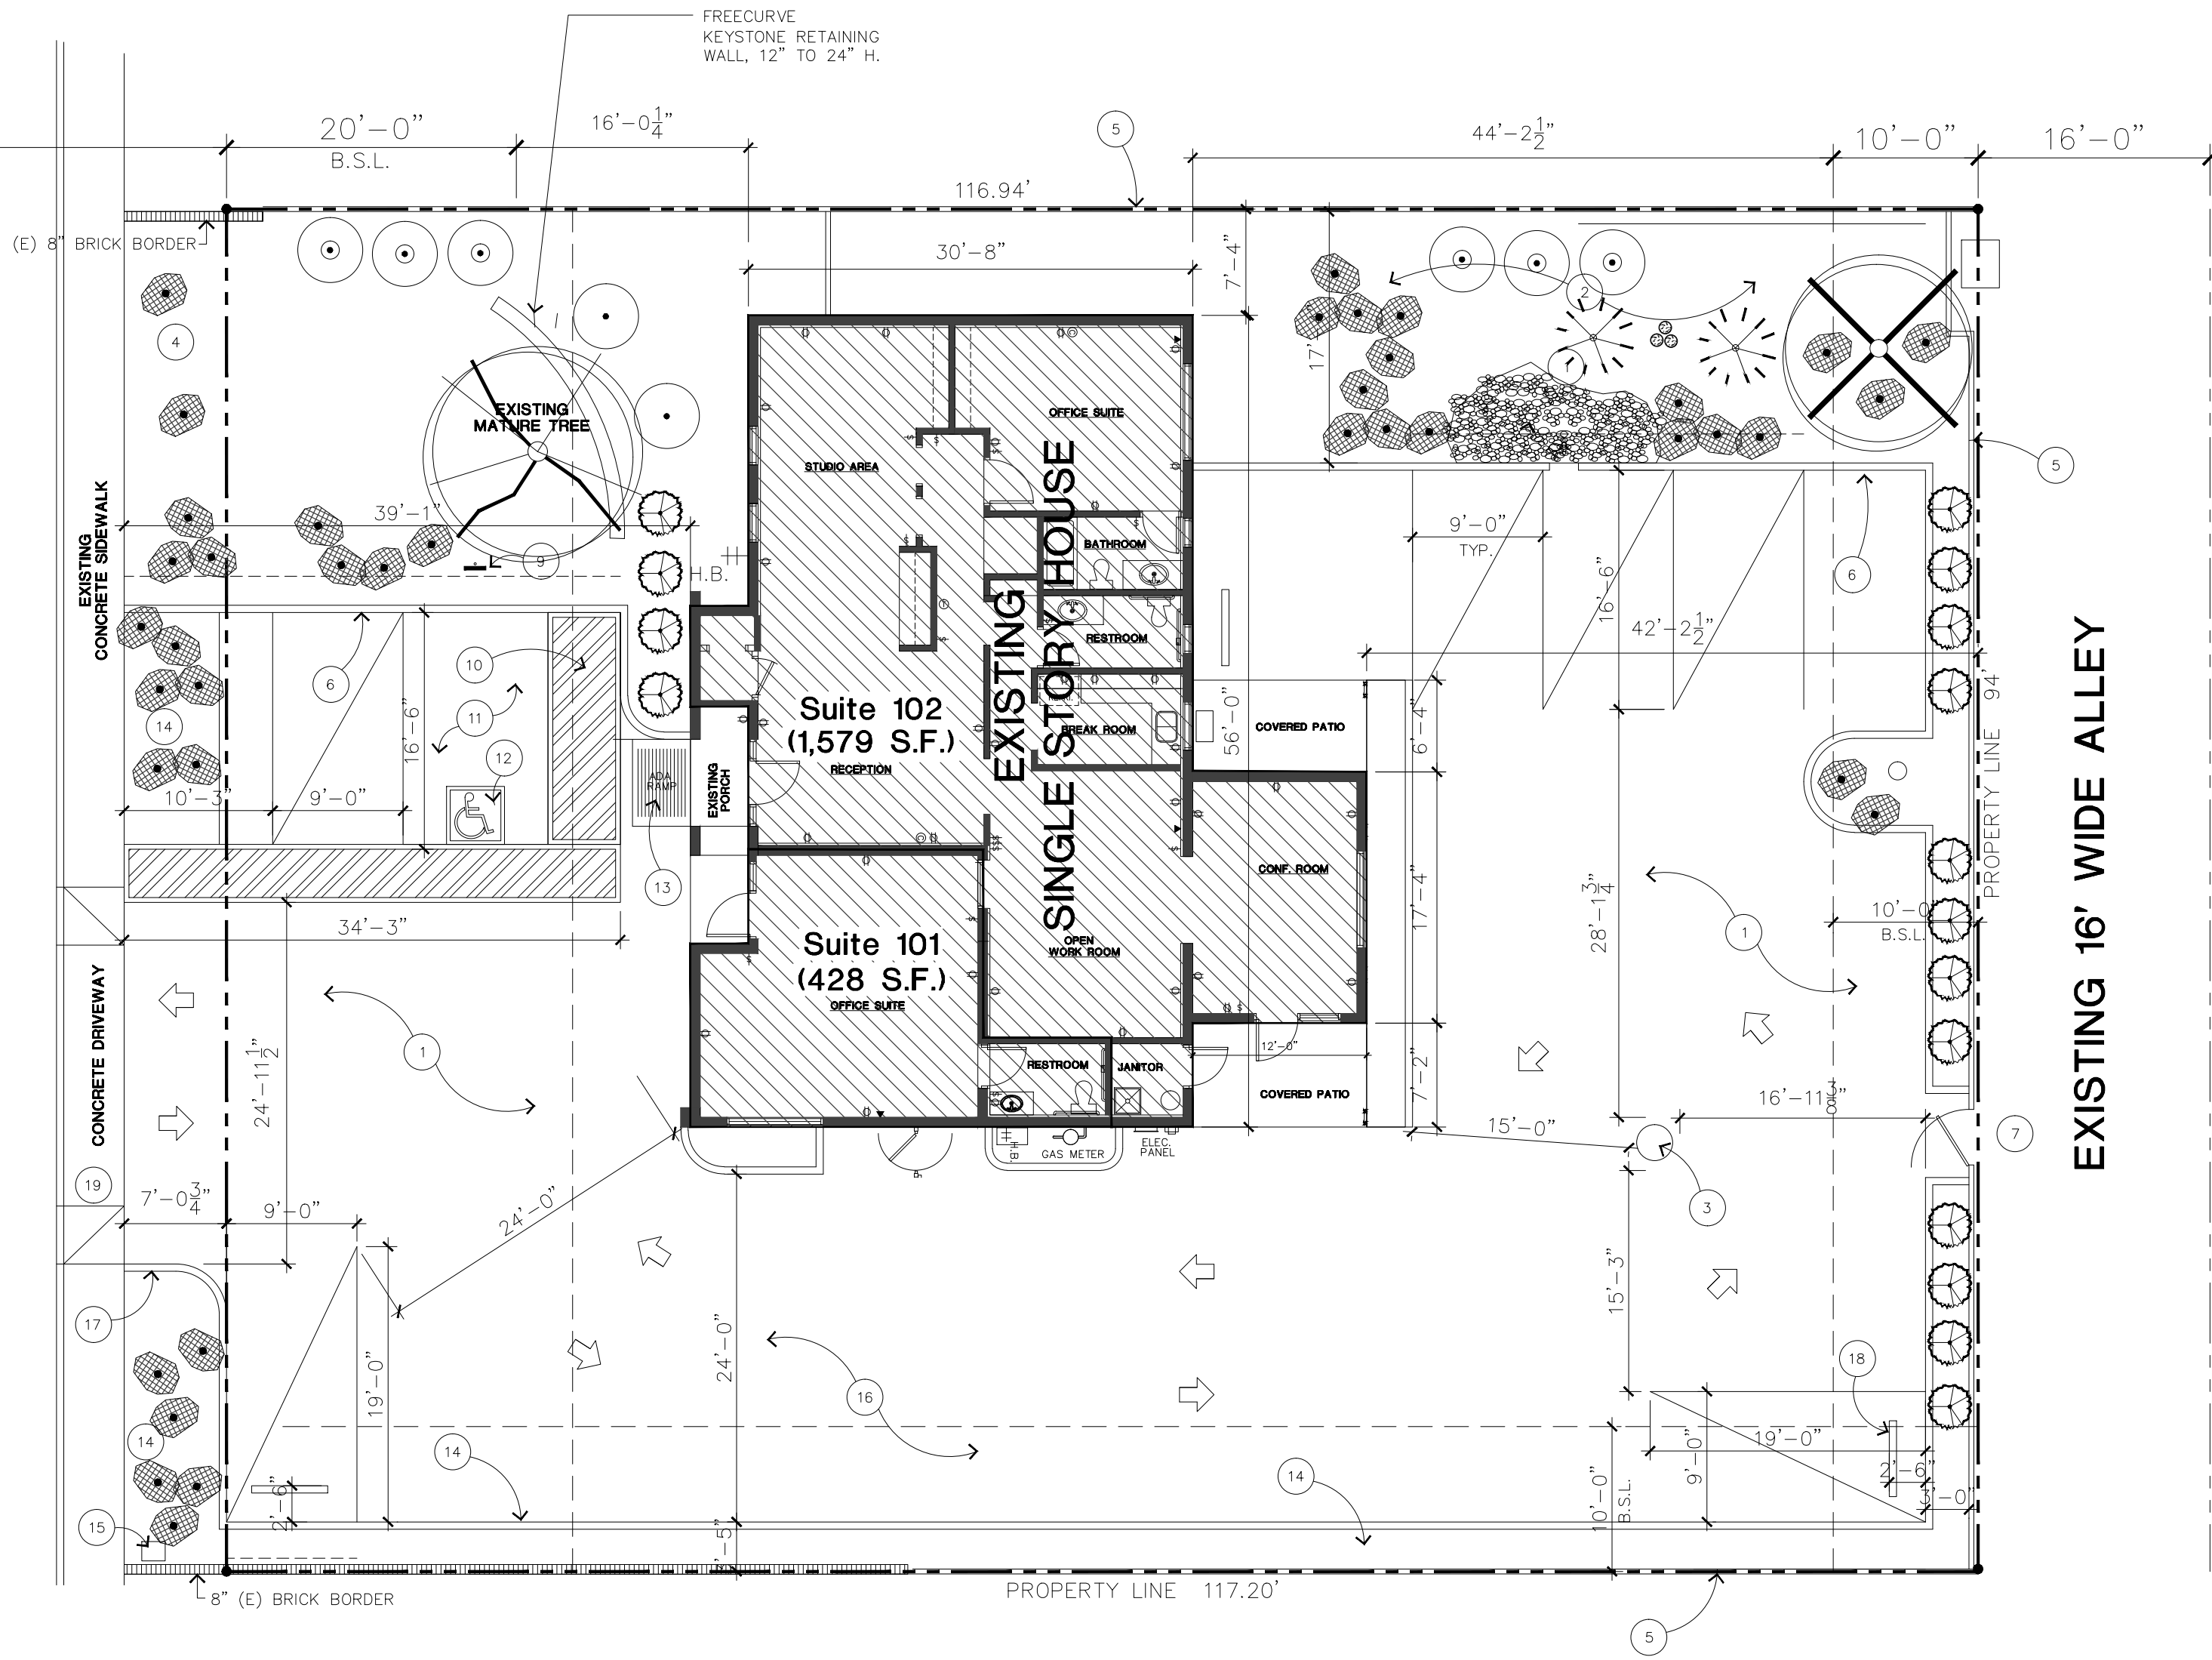 FREECURVE
KEYSTONE RETAINING
WALL, 12" TO 24" H.
20'-0"
B.S.L.
16'-0 1/4"
5
44'-2 1/2"
10'-0"
16'-0"
116.94'
(E) 8" BRICK BORDER
30'-8"
7'-4"
2
4
1
EXISTING
MATURE TREE
OFFICE SUITE
STUDIO AREA
5
39'-1"
EXISTING
CONCRETE SIDEWALK
9
H.B.
BATHROOM
9'-0"
TYP.
16'-6"
6
42'-2 1/2"
RESTROOM
10
6
11
16'-6"
12
Suite 102
(1,579 S.F.)
RECEPTION
EXISTING
SINGLE STORY HOUSE
BREAK ROOM
56'-0"
COVERED PATIO
6'-4"
14
10'-3"
9'-0"
ADA
RAMP
EXISTING
PORCH
13
CONF. ROOM
17'-4"
28'-1 3/4"
1
10'-0"
B.S.L.
PROPERTY LINE 94'
EXISTING 16' WIDE ALLEY
34'-3"
Suite 101
(428 S.F.)
OFFICE SUITE
OPEN
WORK ROOM
CONCRETE DRIVEWAY
24'-11 1/2"
1
RESTROOM
JANITOR
12'-0"
COVERED PATIO
7'-2"
16'-11 3/8"
15'-0"
7
H.B.
GAS METER
ELEC.
PANEL
19
7'-0 3/4"
9'-0"
24'-0"
3
15'-3"
17
19'-0"
24'-0"
16
18
14
14
14
19'-0"
9'-0"
2'-6"
3'-0"
2'-6"
10'-0"
B.S.L.
15
8" (E) BRICK BORDER
PROPERTY LINE 117.20'
5